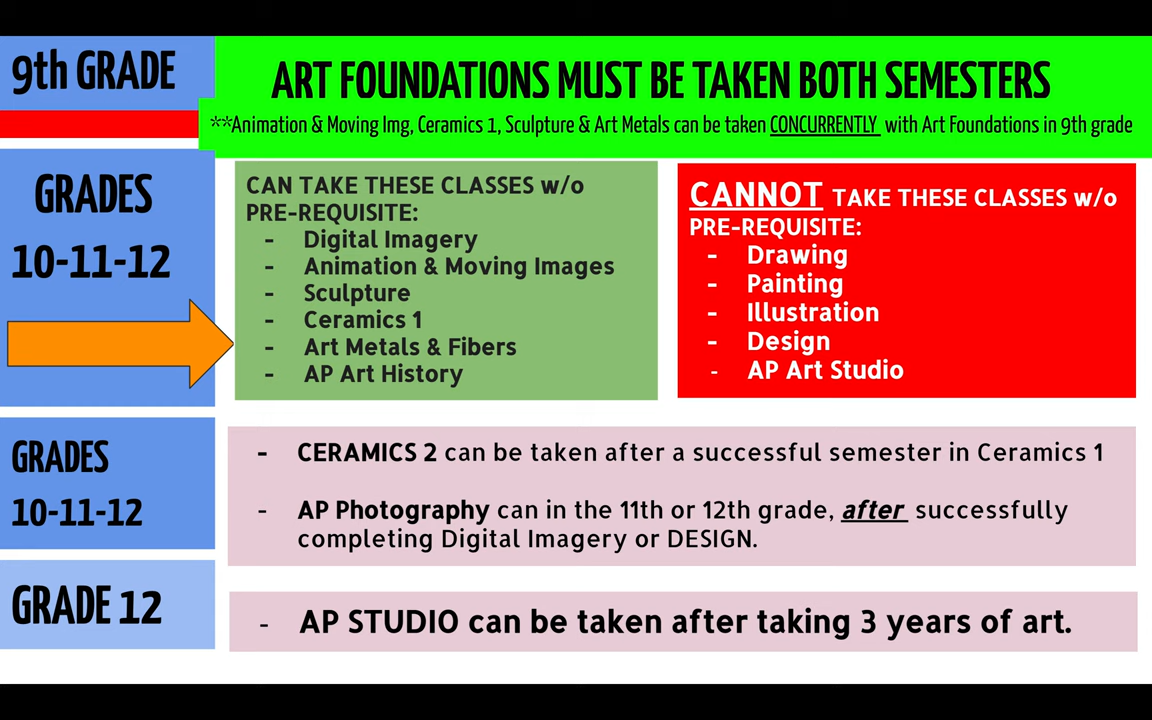 9th GRADE
ART FOUNDATIONS MUST BE TAKEN BOTH SEMESTERS
**Animation & Moving Img, Ceramics 1, Sculpture & Art Metals can be taken CONCURRENTLY with Art Foundations in 9th grade
GRADES
10-11-12
CAN TAKE THESE CLASSES w/o
PRE-REQUISITE:
- Digital Imagery
- Animation & Moving Images
- Sculpture
- Ceramics 1
- Art Metals & Fibers
- AP Art History
CANNOT TAKE THESE CLASSES w/o
PRE-REQUISITE:
- Drawing
- Painting
- Illustration
- Design
- AP Art Studio
GRADES
10-11-12
- CERAMICS 2 can be taken after a successful semester in Ceramics 1
- AP Photography can in the 11th or 12th grade, after successfully
completing Digital Imagery or DESIGN.
GRADE 12
- AP STUDIO can be taken after taking 3 years of art.